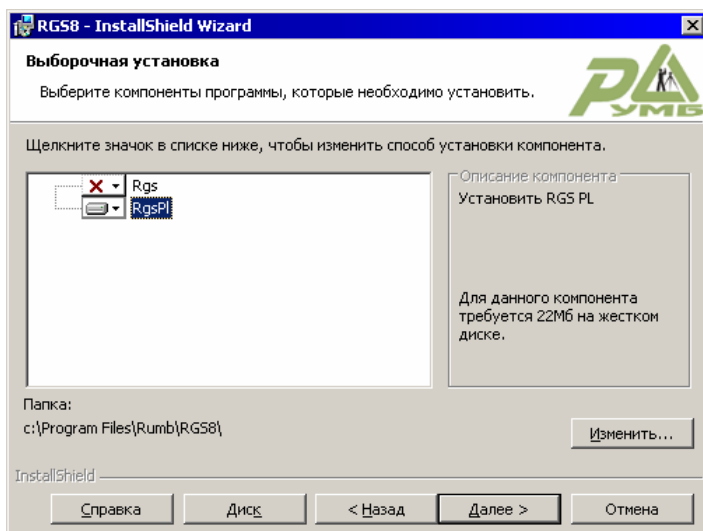 RGS8 - InstallShield Wizard
Выборочная установка
Выберите компоненты программы, которые необходимо установить.
РУМБ
Щелкните значок в списке ниже, чтобы изменить способ установки компонента.
Rgs
RgsPl
Описание компонента
Установить RGS PL
Для данного компонента
требуется 22Мб на жестком
диске.
Папка:
c:\Program Files\Rumb\RGS8\
Изменить...
InstallShield
Справка
Диск
< Назад
Далее >
Отмена